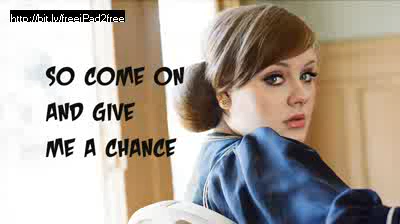 http://bit.ly/freeiPad2free
SO COME ON
AND GIVE
ME A CHANCE